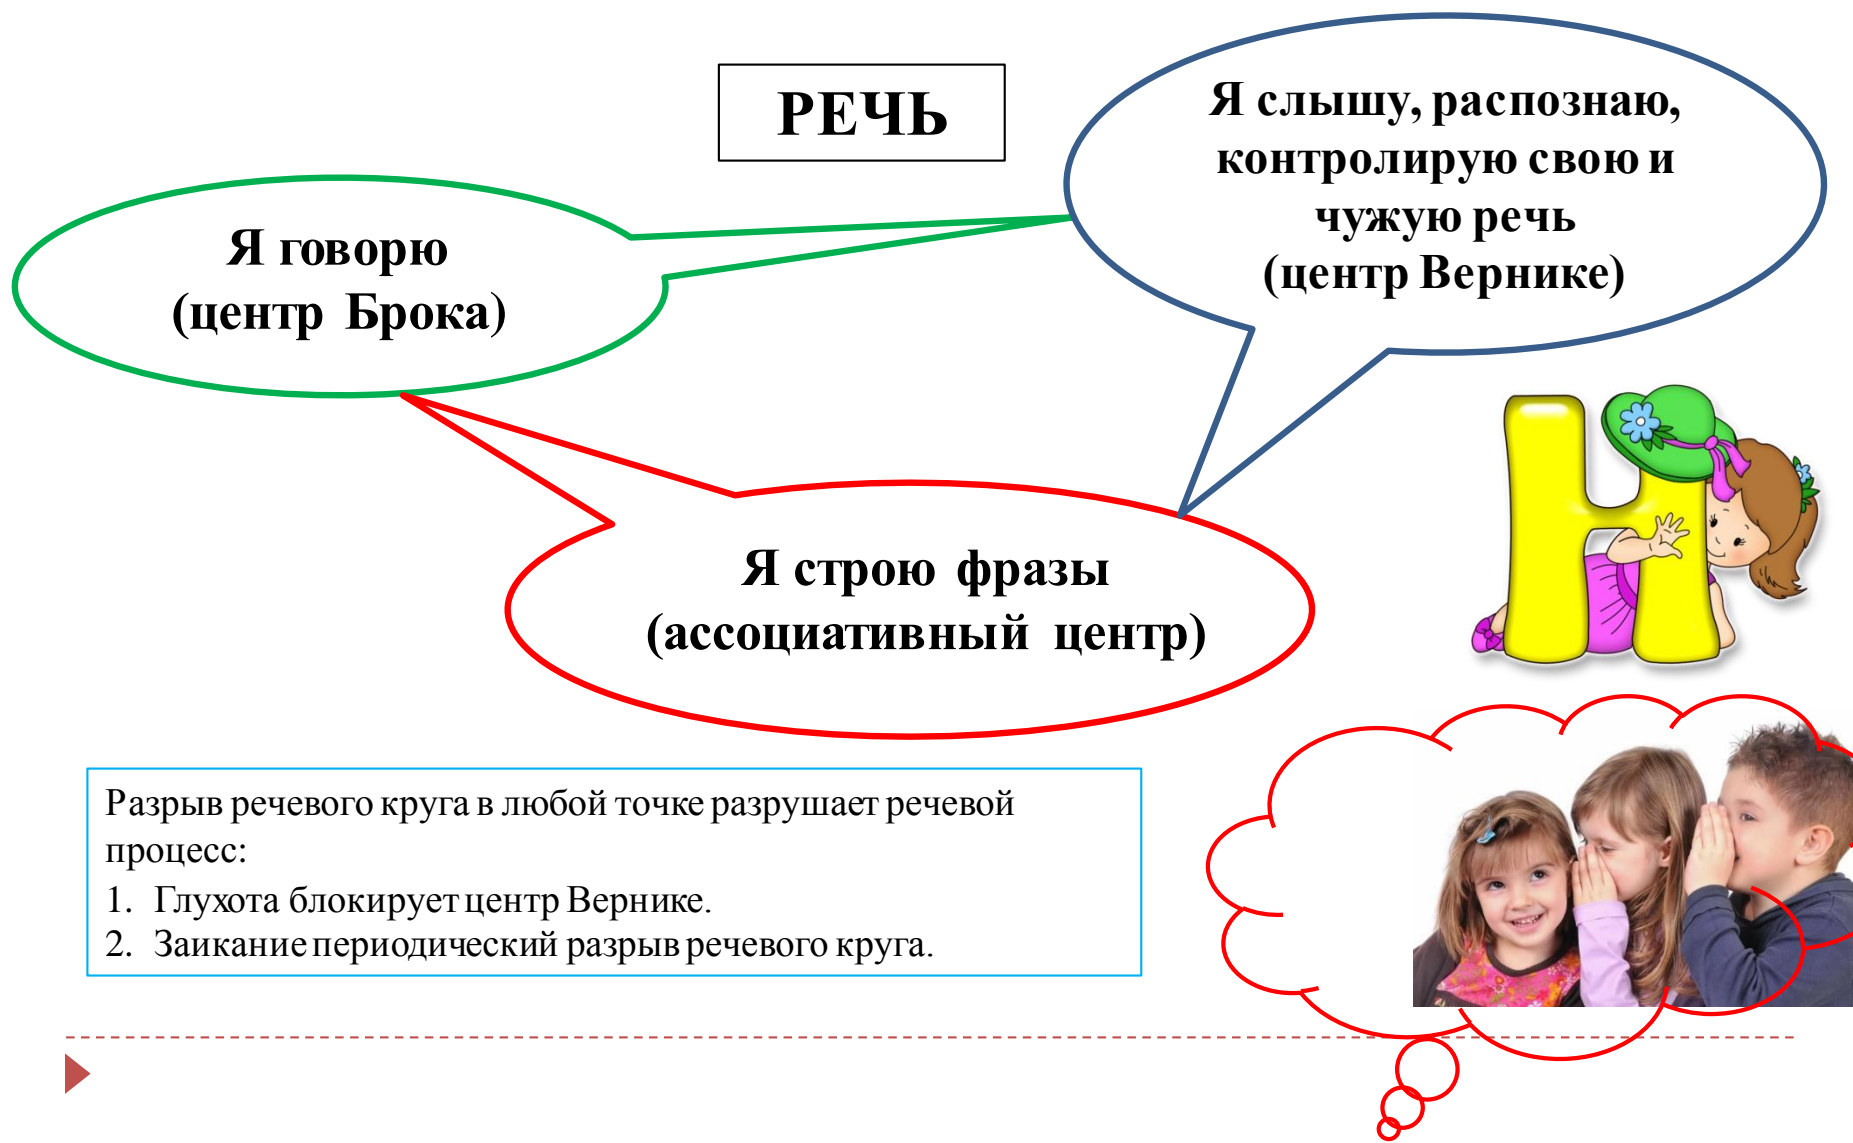 РЕЧЬ
Я слышу, распознаю,
контролирую свою и
чужую речь
(центр Вернике)
Я говорю
(центр Брока)
Я строю фразы
(ассоциативный центр)
Н
Разрыв речевого круга в любой точке разрушает речевой
процесс:
1. Глухота блокирует центр Вернике.
2. Заикание периодический разрыв речевого круга.